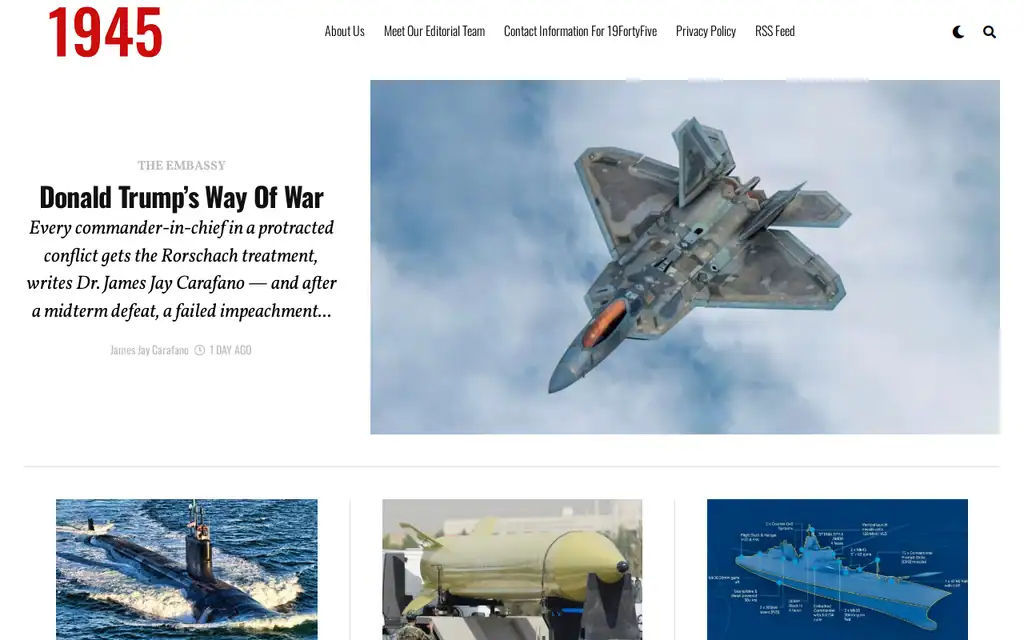 1945
About Us
Meet Our Editorial Team
Contact Information For 19FortyFive
Privacy Policy
RSS Feed
THE EMBASSY
Donald Trump's Way Of War
Every commander-in-chief in a protracted
conflict gets the Rorschach treatment,
writes Dr. James Jay Carafano — and after
a midterm defeat, a failed impeachment...
James Jay Carafano
1 DAY AGO